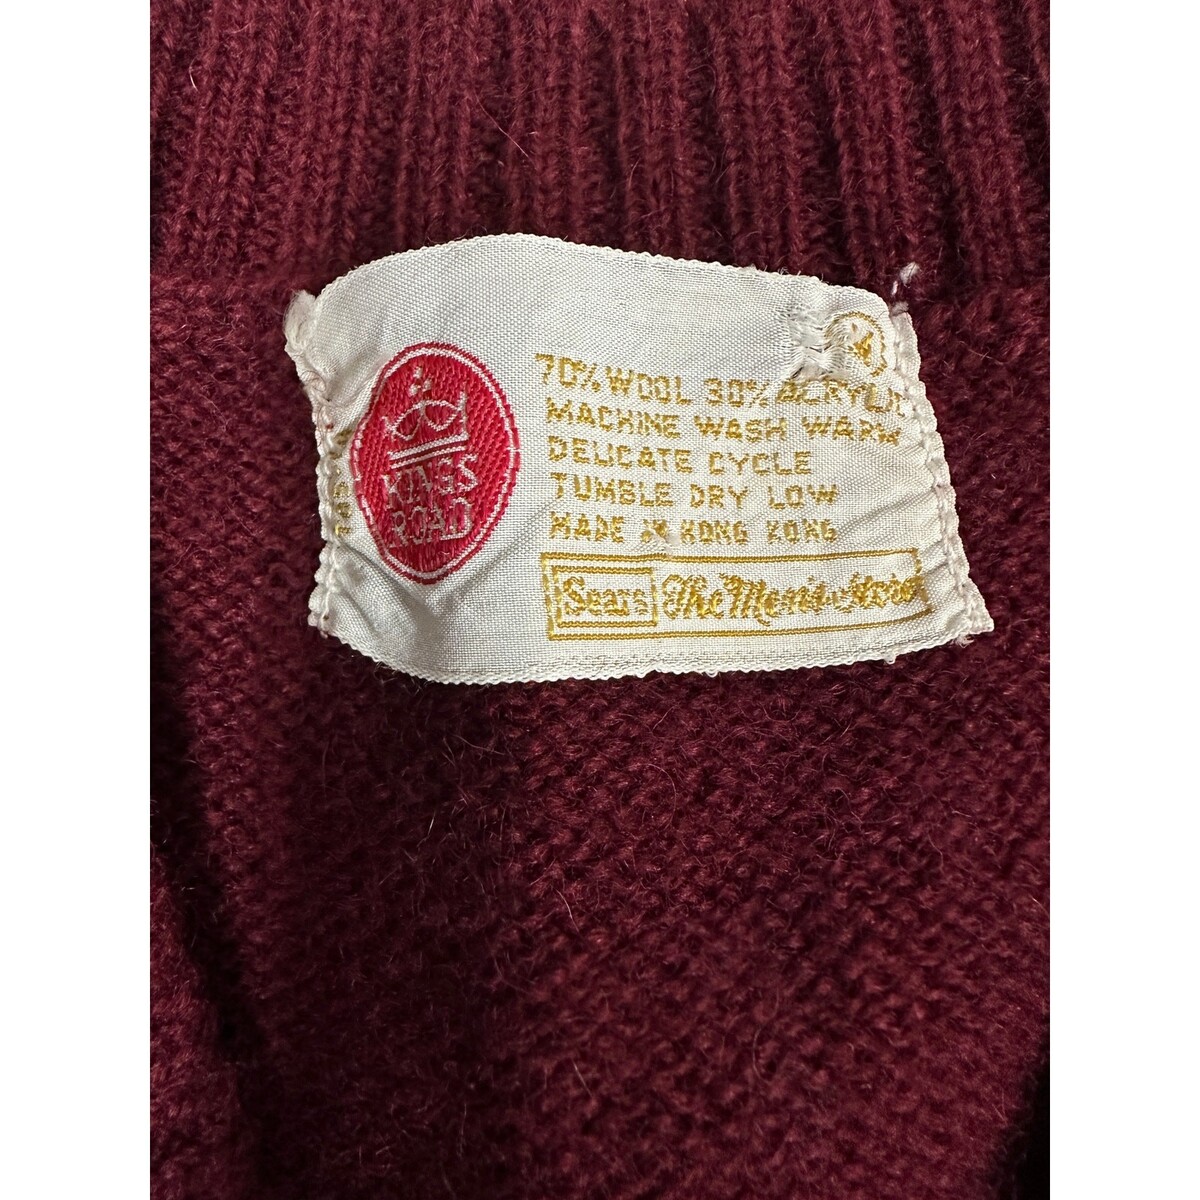 KINGS
ROAD
70% WOOL 30% ACRYLIC
MACHINE WASH WARM
DELICATE CYCLE
TUMBLE DRY LOW
MADE IN HONG KONG
Sears The Men's Store